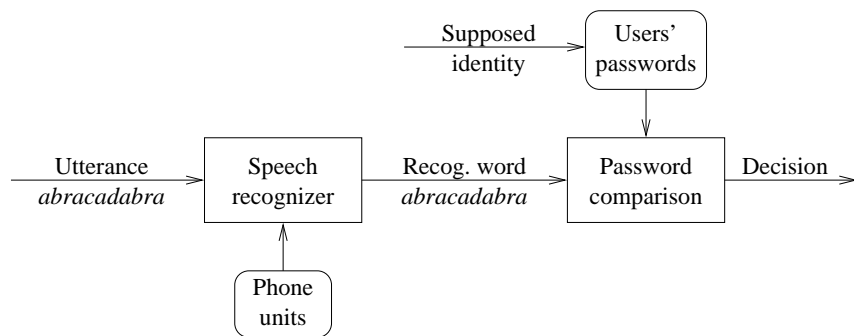 Supposed
identity
Users’
passwords
Utterance
abracadabra
Speech
recognizer
Recog. word
abracadabra
Password
comparison
Decision
Phone
units